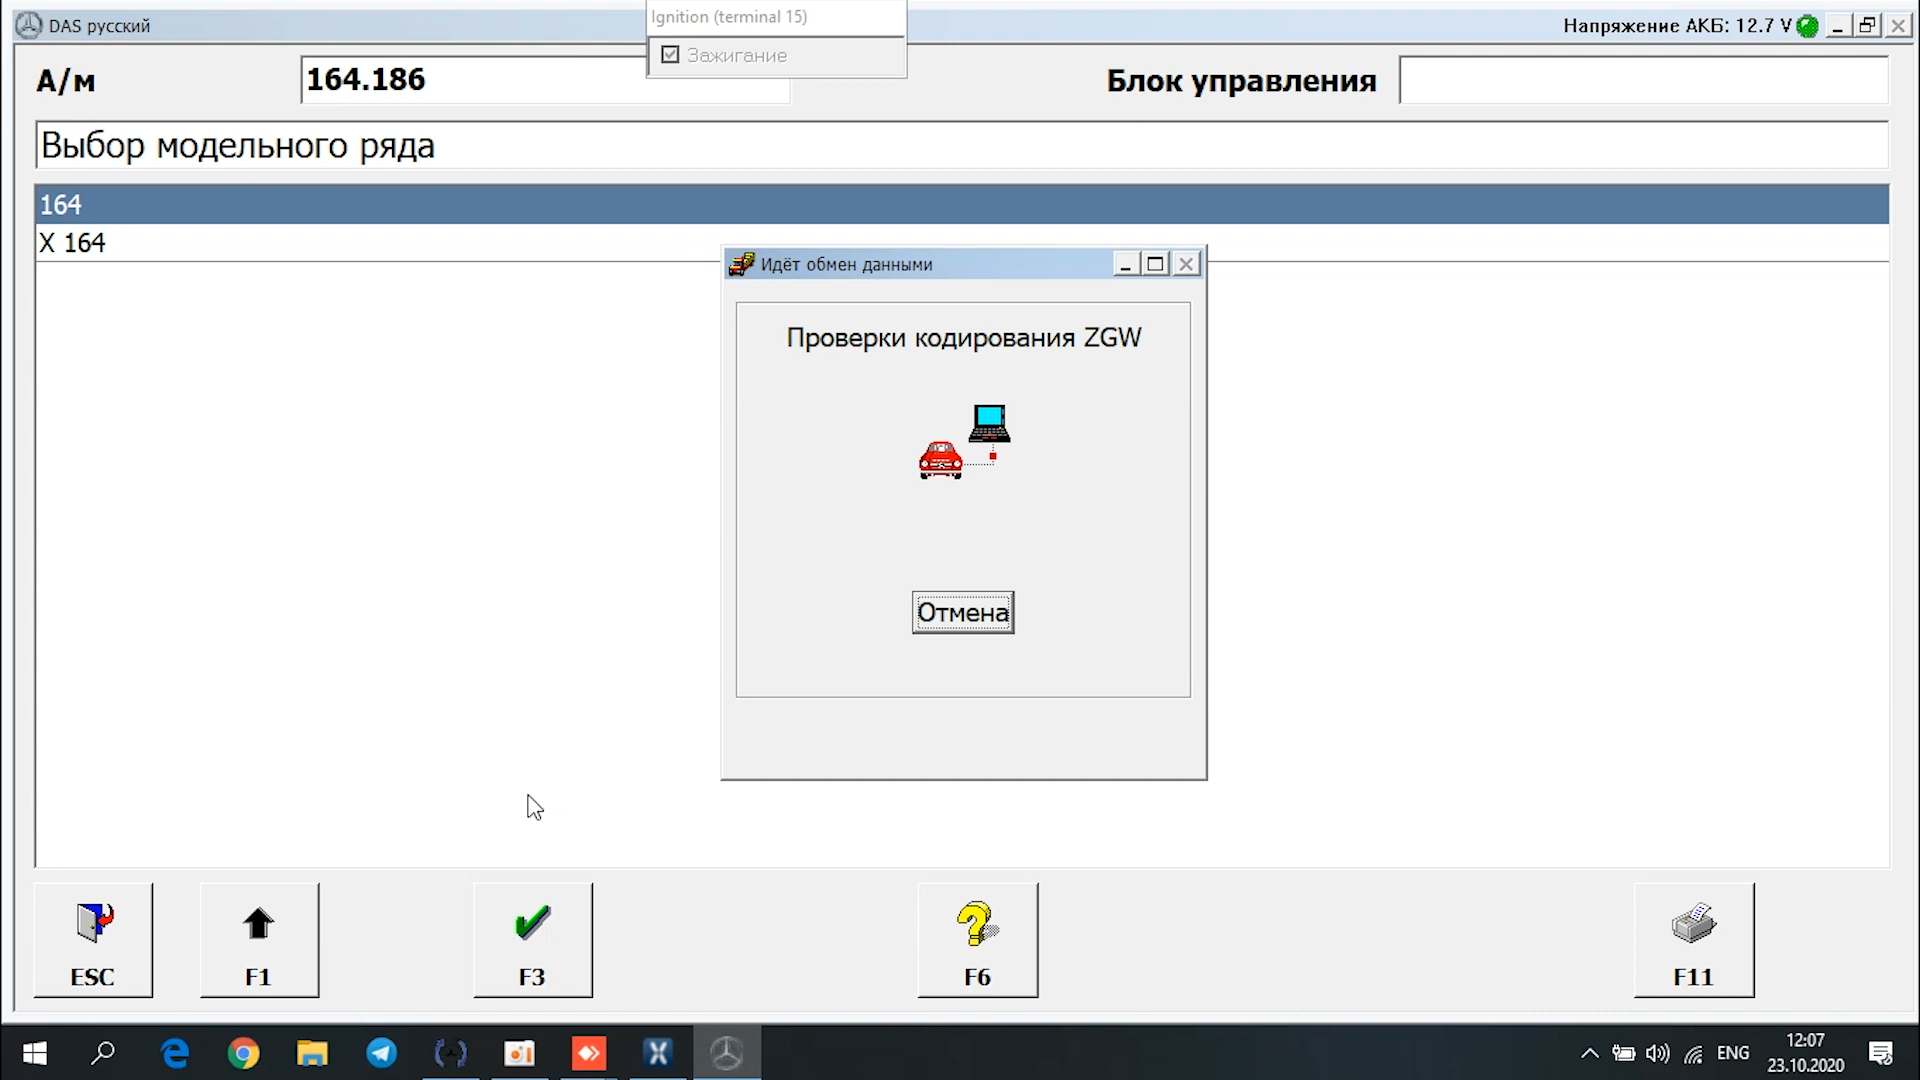 DAS русский
Ignition (terminal 15)
Зажигание
Напряжение АКБ: 12.7 V
А/м
164.186
Блок управления
Выбор модельного ряда
164
X 164
Идёт обмен данными
Проверки кодирования ZGW
Отмена
ESC
F1
F3
F6
F11
ENG
12:07
23.10.2020